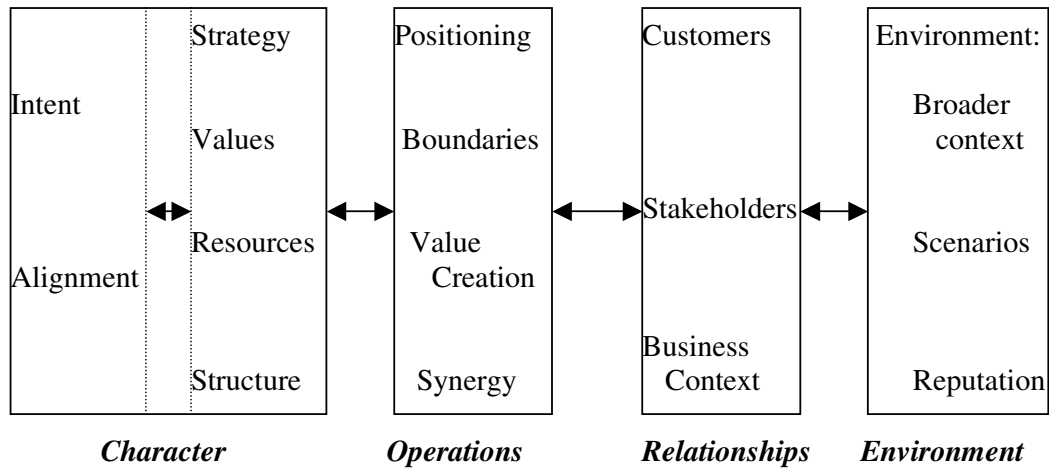 Intent
Alignment
Strategy
Values
Resources
Structure
Character
Positioning
Boundaries
Value
Creation
Synergy
Operations
Customers
Stakeholders
Business
Context
Relationships
Environment:
Broader
context
Scenarios
Reputation
Environment